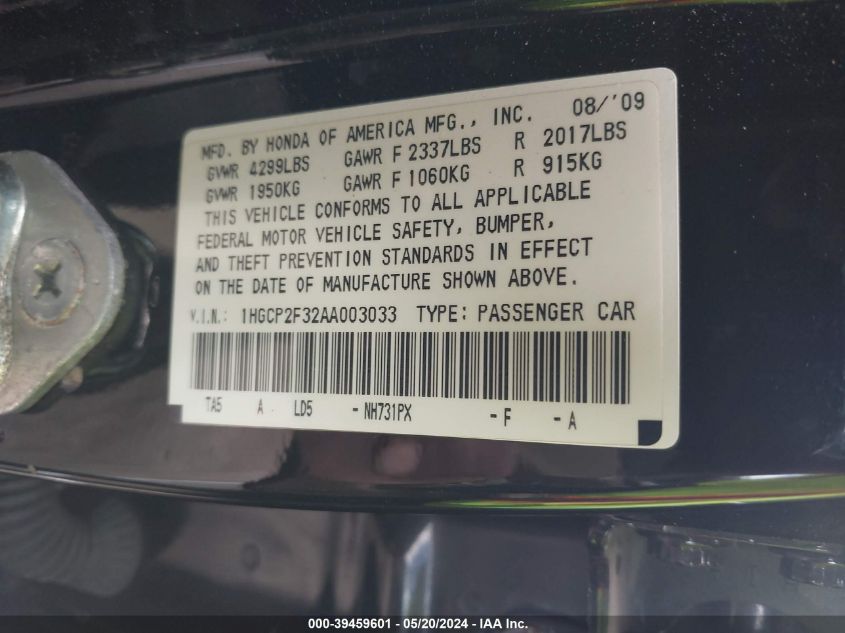 MFD. BY HONDA OF AMERICA MFG., INC. 08/'09
GVWR 4299LBS GAWR F 2337LBS R 2017LBS
GVWR 1950KG GAWR F 1060KG R 915KG
THIS VEHICLE CONFORMS TO ALL APPLICABLE
FEDERAL MOTOR VEHICLE SAFETY, BUMPER,
AND THEFT PREVENTION STANDARDS IN EFFECT
ON THE DATE OF MANUFACTURE SHOWN ABOVE.
V.I.N.: 1HGCP2F32AA003033 TYPE: PASSENGER CAR
TA5 A LD5 - NH731PX - F - A
000-39459601 - 05/20/2024 - IAA Inc.